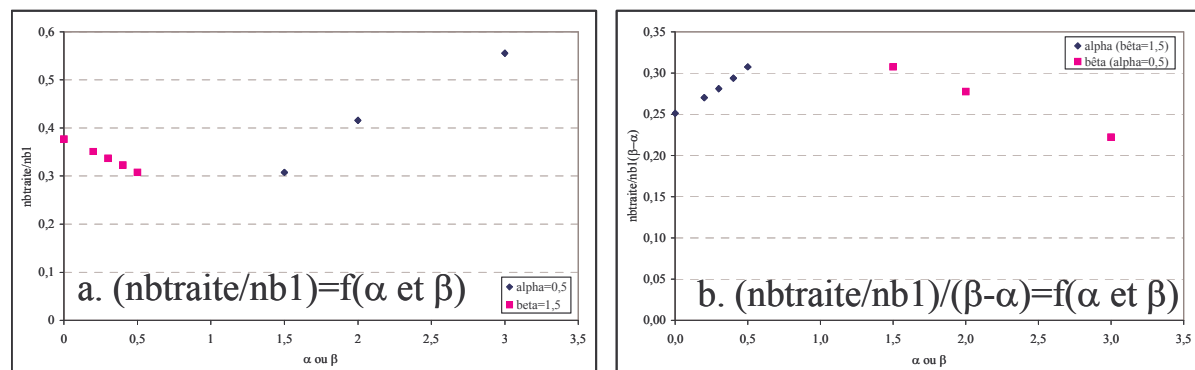 0,6
0,5
0,4
0,3
0,2
0,1
0
nbtraite/nb1
0 0,5 1 1,5 2 2,5 3 3,5
α ou β
alpha=0,5
beta=1,5
a. (nbtraite/nb1)=f(α et β)
0,35
0,30
0,25
0,20
0,15
0,10
0,05
0,00
nbtraite/nb1(β−α)
0,0 0,5 1,0 1,5 2,0 2,5 3,0 3,5
α ou β
alpha (bêta=1,5)
bêta (alpha=0,5)
b. (nbtraite/nb1)/(β-α)=f(α et β)